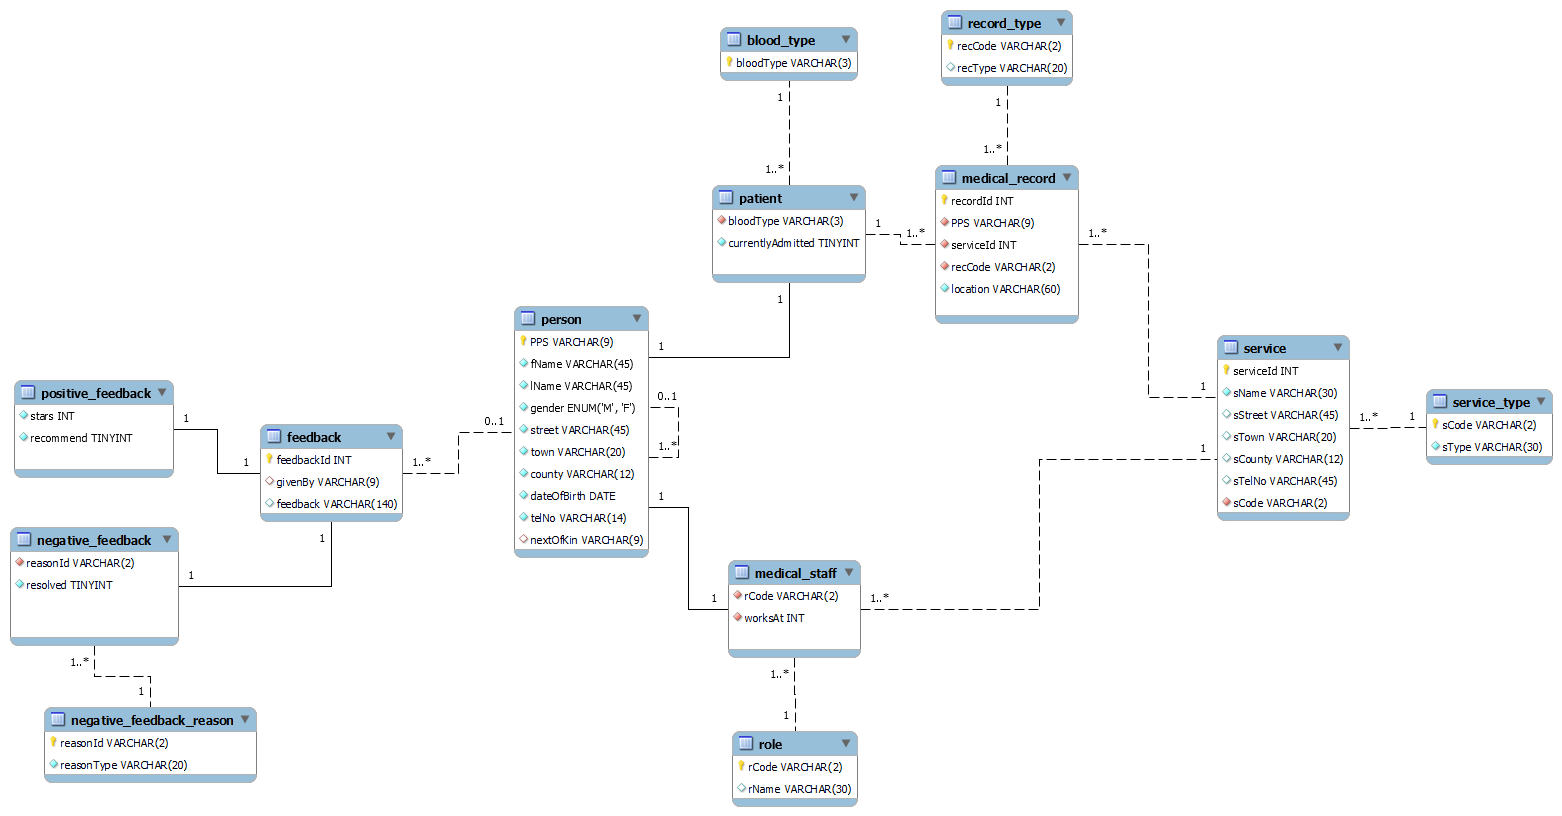 record_type
recCode VARCHAR(2)
recType VARCHAR(20)
1
1..*
blood_type
bloodType VARCHAR(3)
1
1..*
patient
bloodType VARCHAR(3)
currentlyAdmitted TINYINT
1
1..*
1
medical_record
recordId INT
PPS VARCHAR(9)
serviceId INT
recCode VARCHAR(2)
location VARCHAR(60)
1..*
1
person
PPS VARCHAR(9)
fName VARCHAR(45)
lName VARCHAR(45)
gender ENUM('M', 'F')
street VARCHAR(45)
town VARCHAR(20)
county VARCHAR(12)
dateOfBirth DATE
telNo VARCHAR(14)
nextOfKin VARCHAR(9)
1
0..1
1..*
1
0..1
service
serviceId INT
sName VARCHAR(30)
sStreet VARCHAR(45)
sTown VARCHAR(20)
sCounty VARCHAR(12)
sTelNo VARCHAR(45)
sCode VARCHAR(2)
1
1..*
1
service_type
sCode VARCHAR(2)
sType VARCHAR(30)
positive_feedback
stars INT
recommend TINYINT
1
1
feedback
feedbackId INT
givenBy VARCHAR(9)
feedback VARCHAR(140)
1..*
1
negative_feedback
reasonId VARCHAR(2)
resolved TINYINT
1
1..*
1
negative_feedback_reason
reasonId VARCHAR(2)
reasonType VARCHAR(20)
medical_staff
rCode VARCHAR(2)
worksAt INT
1
1..*
1..*
1
role
rCode VARCHAR(2)
rName VARCHAR(30)